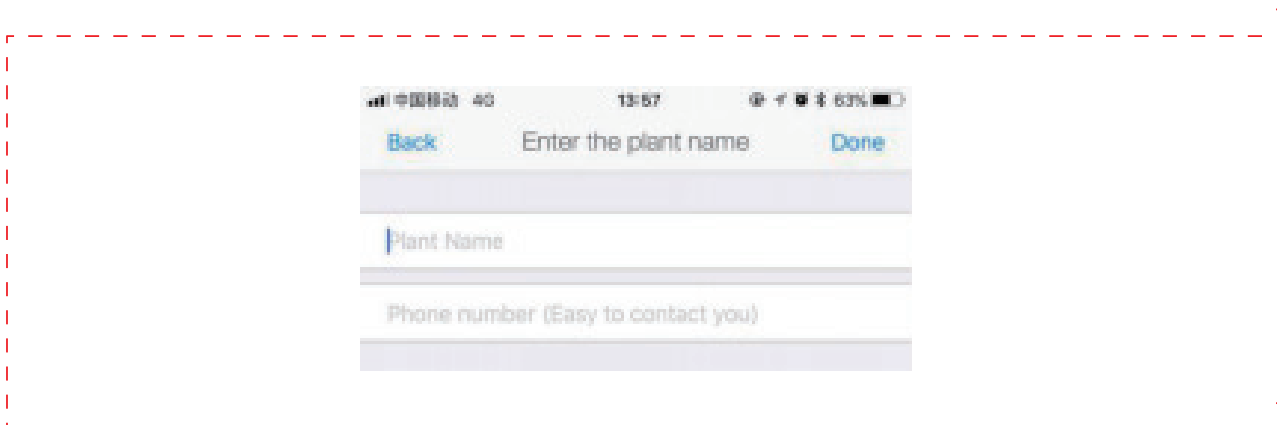 中国移动 4G 13:57 63%
Back Enter the plant name Done
Plant Name
Phone number (Easy to contact you)